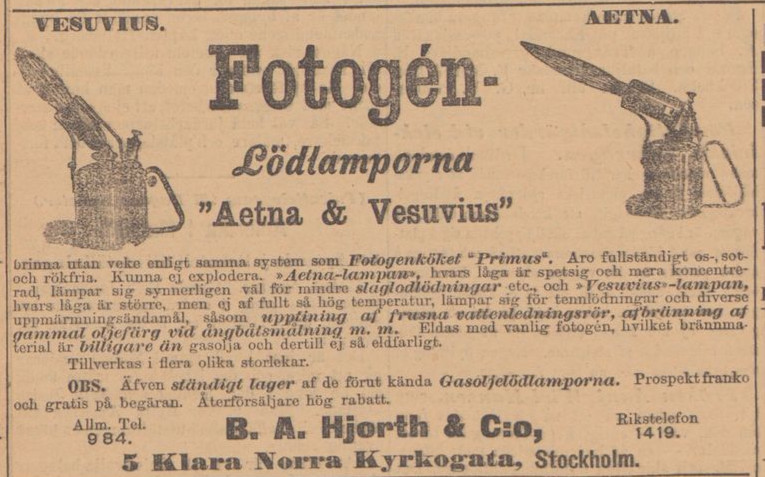 VESUVIUS.
AETNA.
Fotogén-
Lödlamporna
"Aetna & Vesuvius"
brinna utan veke enligt samma system som Fotogenköket "Primus". Äro fullständigt os-, sot-
och rökfria. Kunna ej explodera. »Aetna-lampan», hvars låga är spetsig och mera koncentre-
rad, lämpar sig synnerligen väl för mindre slaglodlödningar etc., och »Vesuvius»-lampan,
hvars låga är större, men ej af fullt så hög temperatur, lämpar sig för tennlödningar och diverse
uppmärmningsändamål, såsom upptining af frusna vattenledningsrör, afbränning af
gammal oljefärg vid ångbåtsmålning m. m. Eldas med vanlig fotogén, hvilket brännma-
terial är billigare än gasolja och dertill ej så eldfarligt.
Tillverkas i flera olika storlekar.
OBS. Äfven ständigt lager af de förut kända Gasoljelödlamporna. Prospekt franko
och gratis på begäran. Återförsäljare hög rabatt.
Allm. Tel.
984.
B. A. Hjorth & C:o,
Rikstelefon
1419.
5 Klara Norra Kyrkogata, Stockholm.